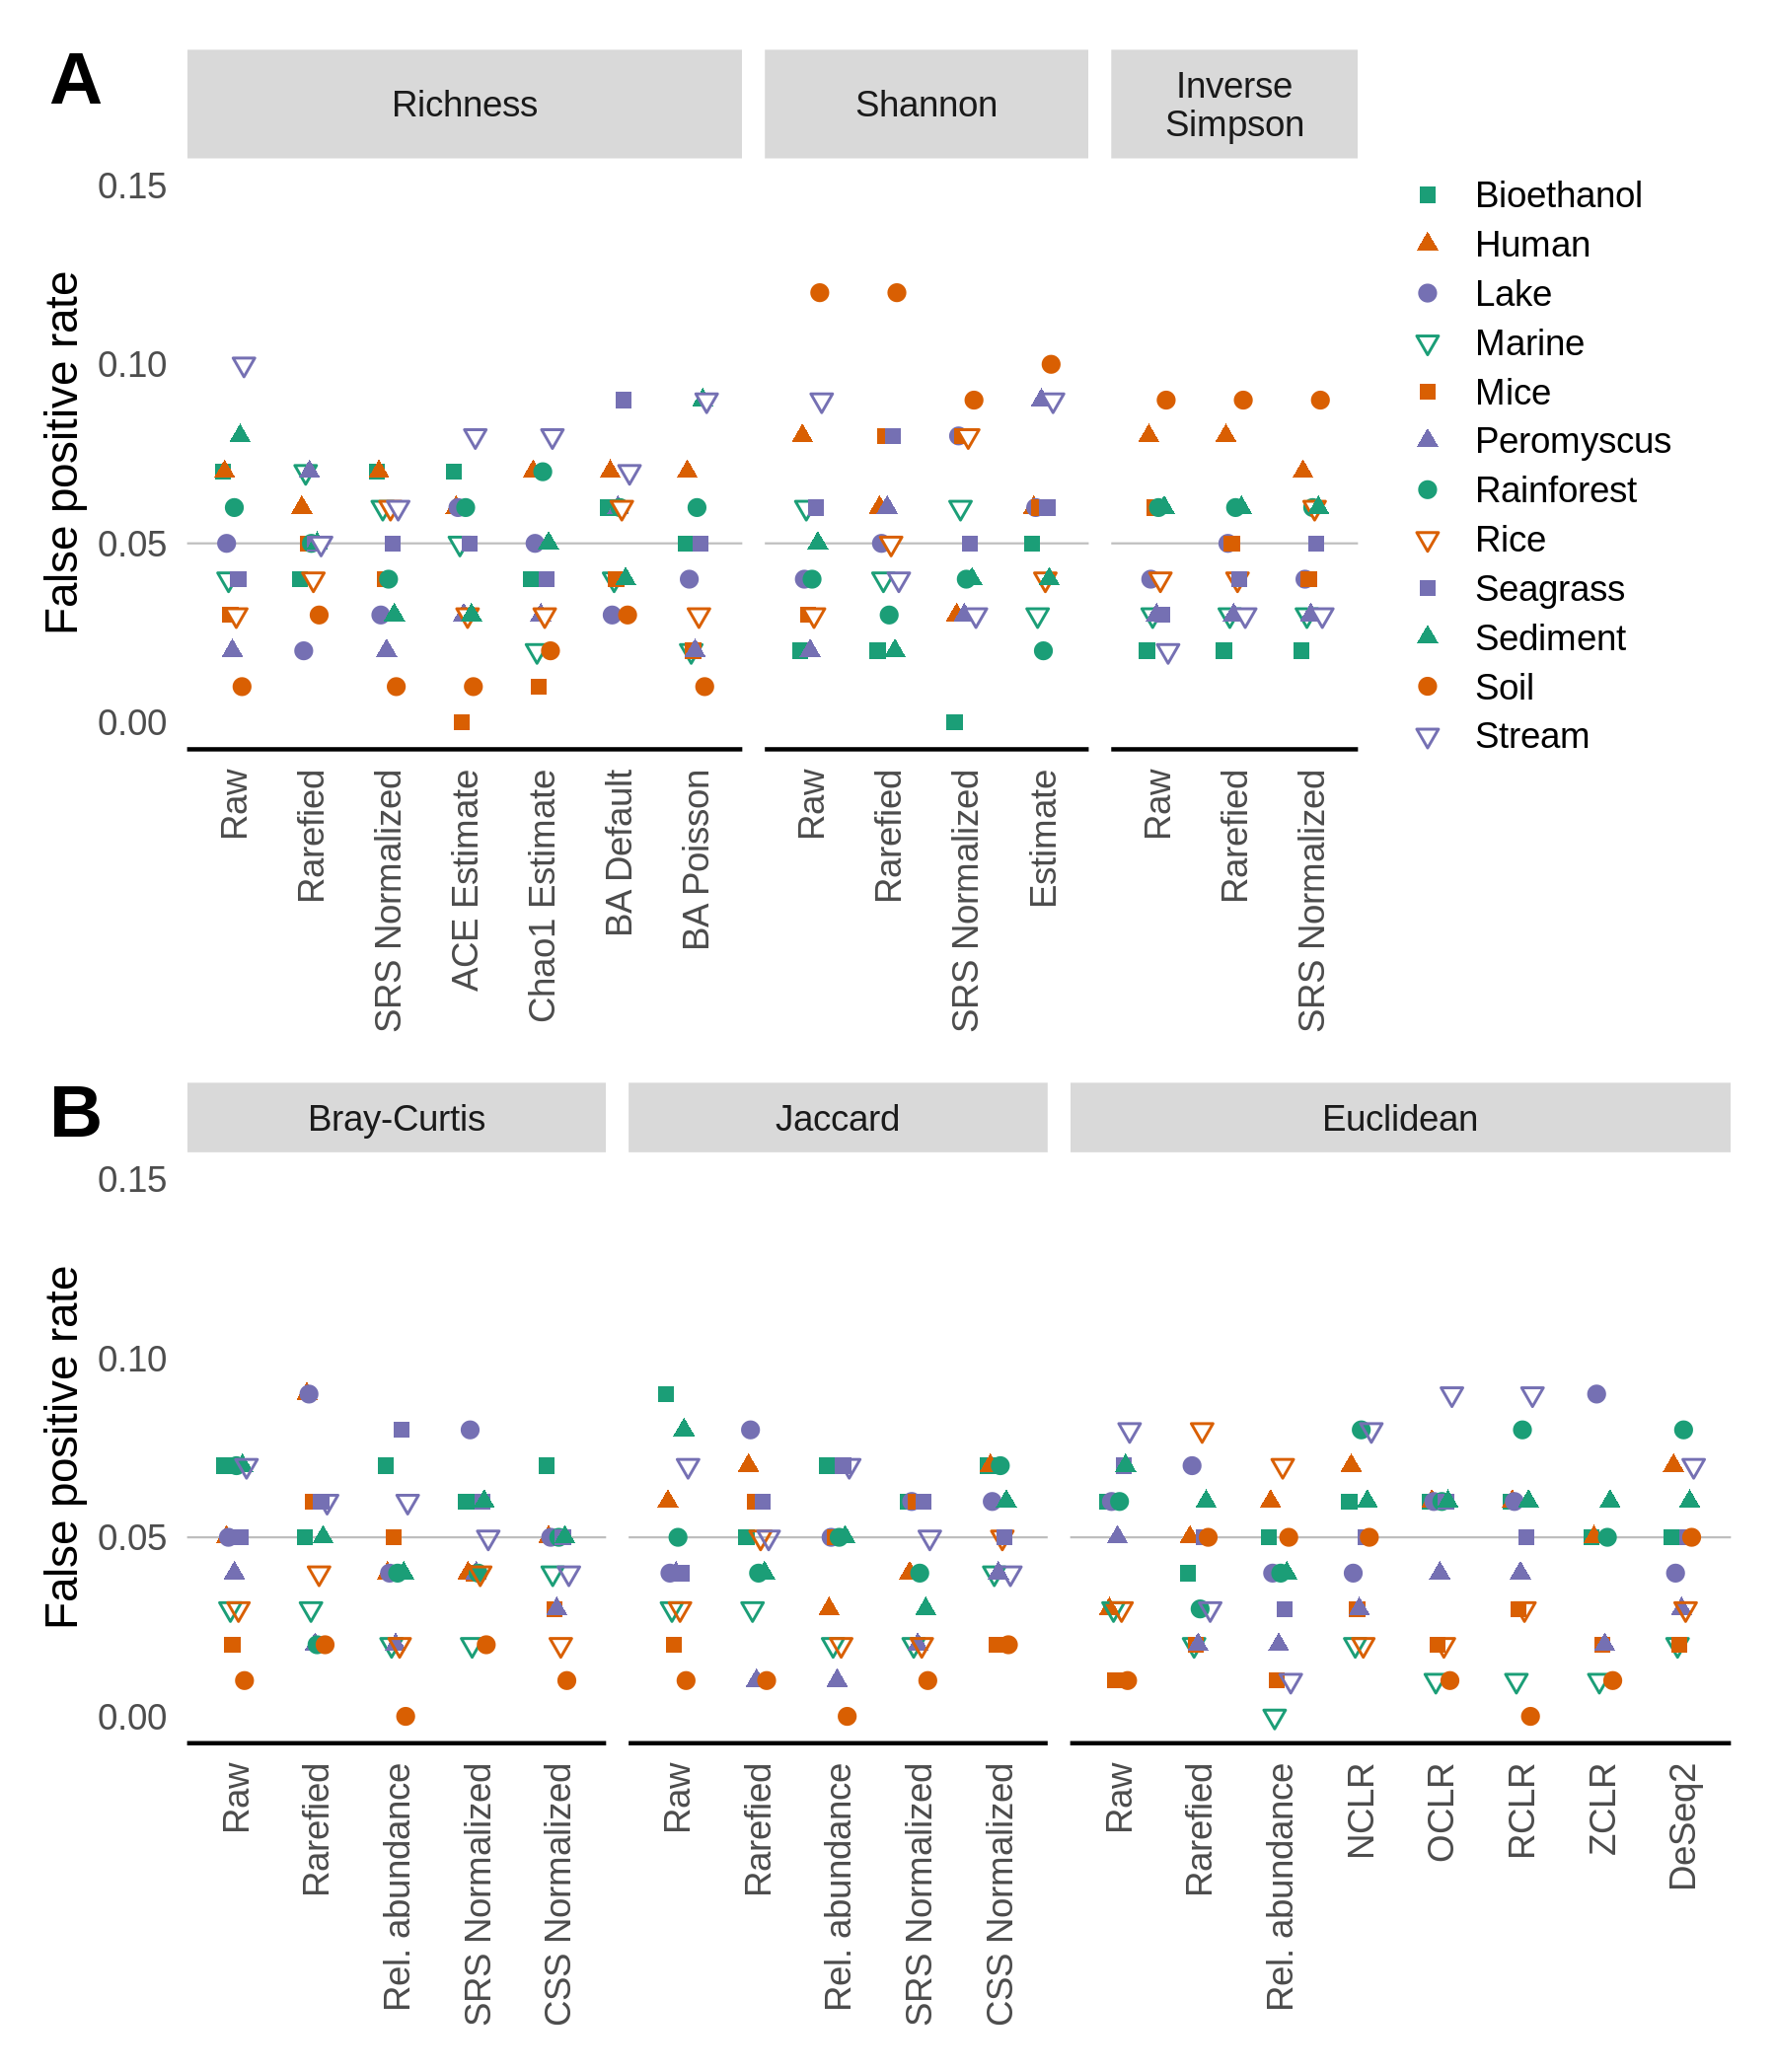 A
Richness
Shannon
Inverse
Simpson
0.15
0.10
0.05
0.00
False positive rate
Bioethanol
Human
Lake
Marine
Mice
Peromyscus
Rainforest
Rice
Seagrass
Sediment
Soil
Stream
Raw
Rarefied
SRS Normalized
ACE Estimate
Chao1 Estimate
BA Default
BA Poisson
Raw
Rarefied
SRS Normalized
Estimate
Raw
Rarefied
SRS Normalized
B
Bray-Curtis
Jaccard
Euclidean
0.15
0.10
0.05
0.00
False positive rate
Raw
Rarefied
Rel. abundance
SRS Normalized
CSS Normalized
Raw
Rarefied
Rel. abundance
SRS Normalized
CSS Normalized
Raw
Rarefied
Rel. abundance
NCLR
OCLR
RCLR
ZCLR
DeSeq2